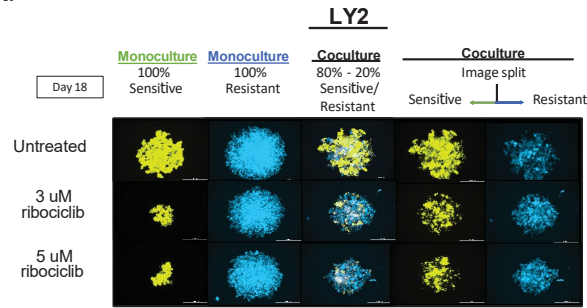 LY2
Monoculture
100%
Sensitive
Monoculture
100%
Resistant
Coculture
80% - 20%
Sensitive/
Resistant
Coculture
Image split
Sensitive
Resistant
Day 18
Untreated
3 uM
ribociclib
5 uM
ribociclib